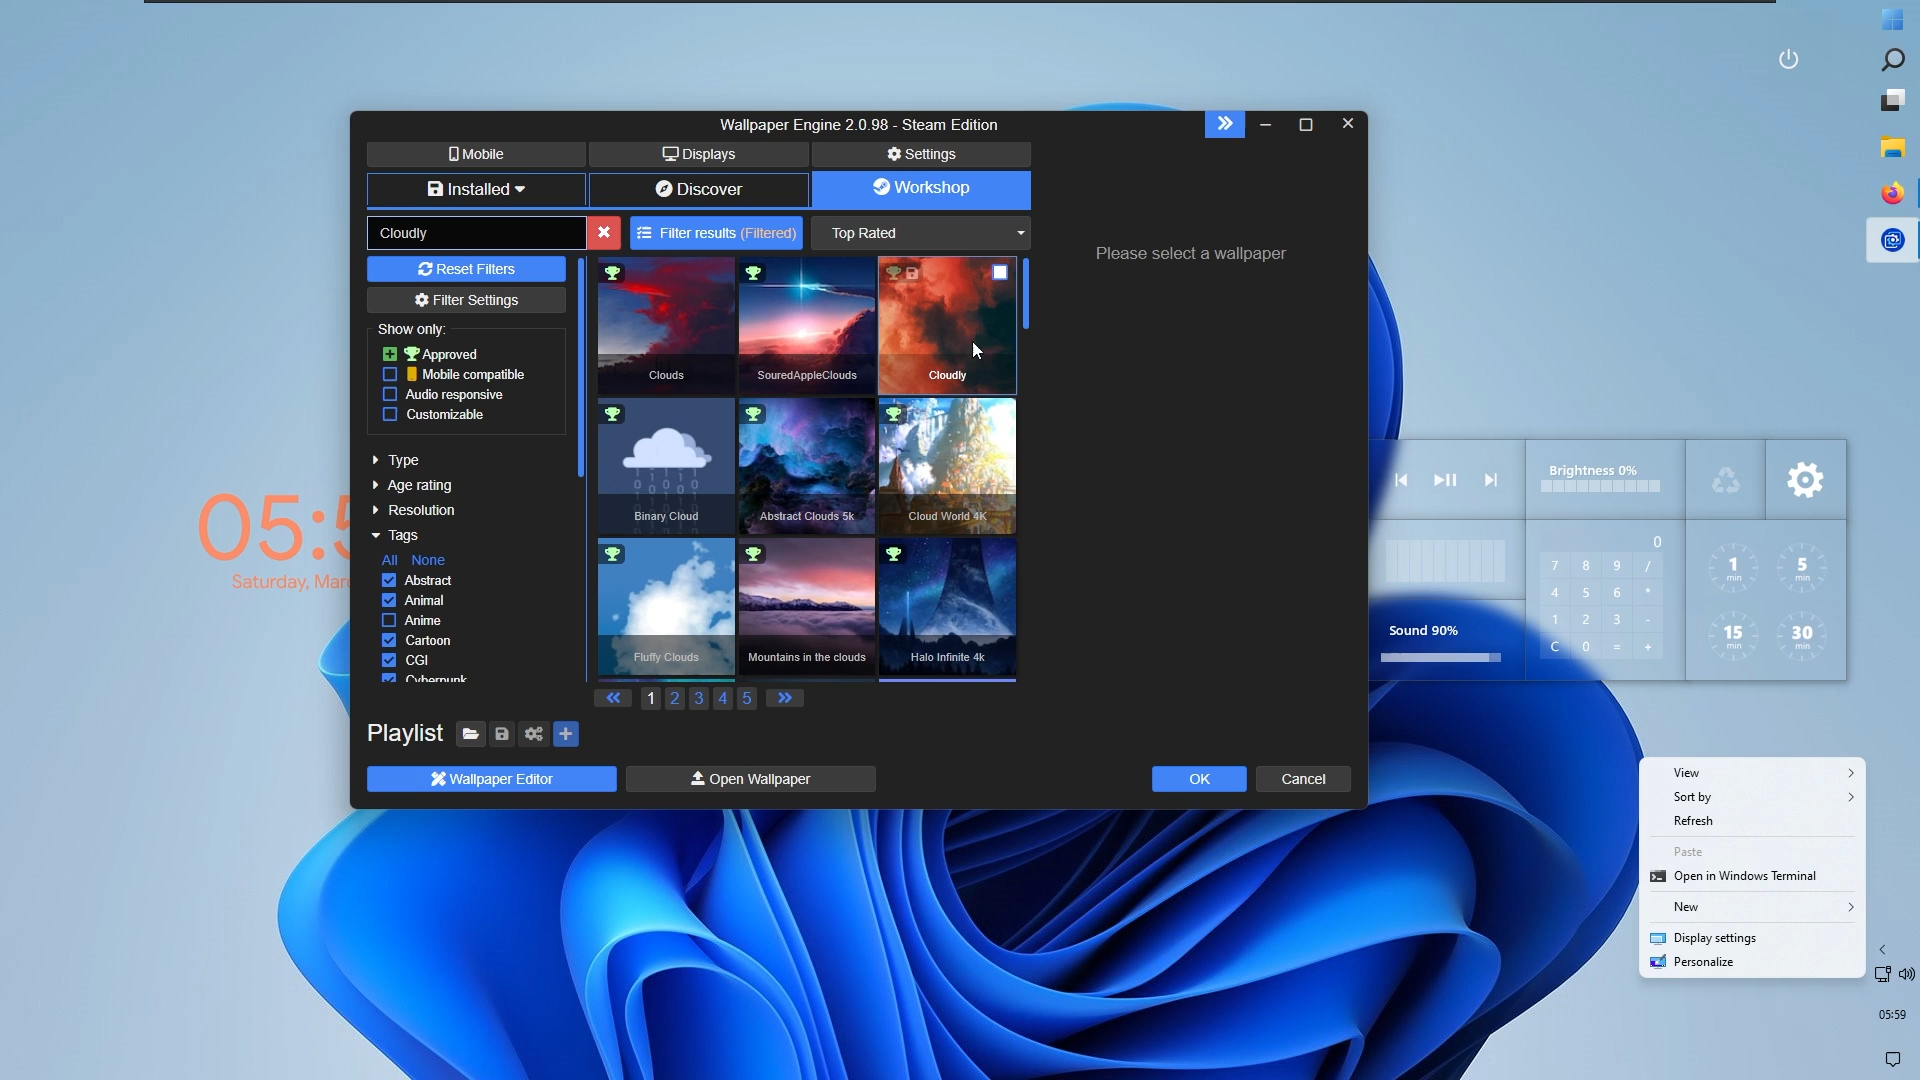 Wallpaper Engine 2.0.98 - Steam Edition
Mobile
Displays
Settings
Installed
Discover
Workshop
Cloudly
Filter results (Filtered)
Top Rated
Reset Filters
Filter Settings
Show only:
Approved
Mobile compatible
Audio responsive
Customizable
Type
Age rating
Resolution
Tags
All None
Abstract
Animal
Anime
Cartoon
CGI
Cyberpunk
Clouds
SouredAppleClouds
Cloudly
Binary Cloud
Abstract Clouds 5k
Cloud World 4K
Fluffy Clouds
Mountains in the clouds
Halo Infinite 4k
1 2 3 4 5
Please select a wallpaper
Playlist
Wallpaper Editor
Open Wallpaper
OK
Cancel
05:5
Saturday, Mar
Brightness 0%
Sound 90%
0
7 8 9 /
4 5 6 *
1 2 3 -
C 0 = +
1 min
5 min
15 min
30 min
View
Sort by
Refresh
Paste
Open in Windows Terminal
New
Display settings
Personalize
05:59